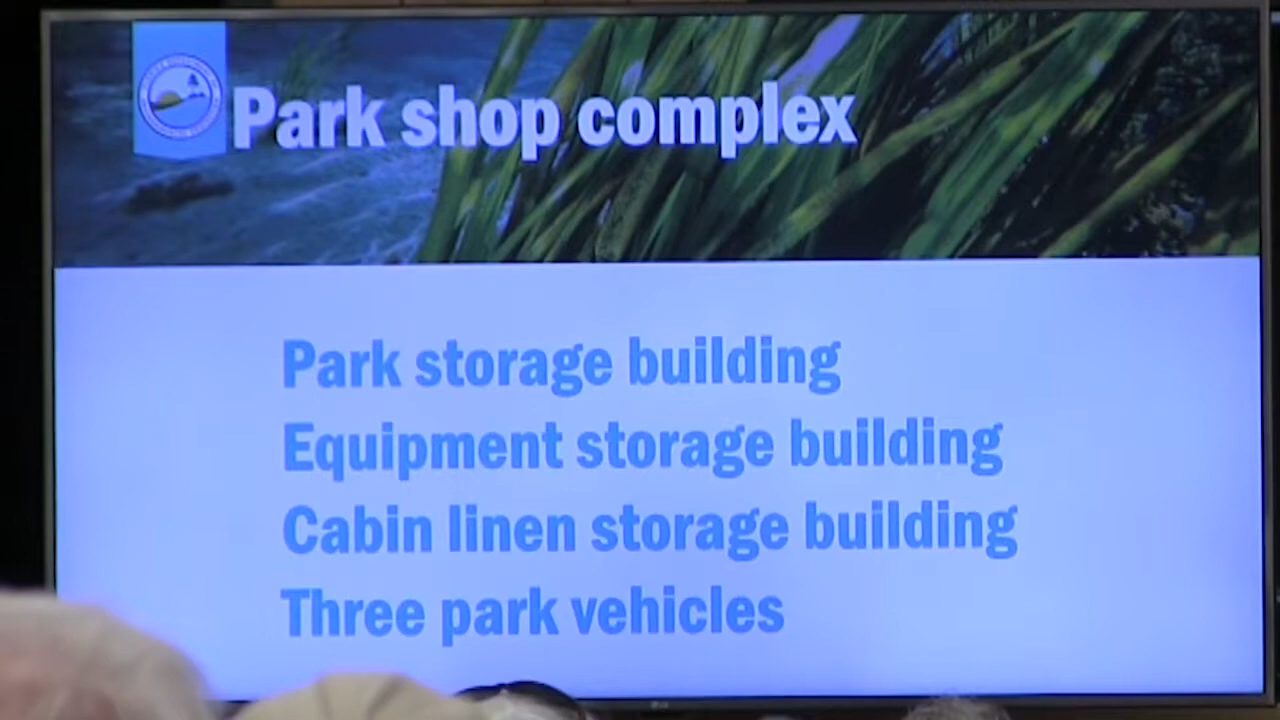 Park shop complex
Park storage building
Equipment storage building
Cabin linen storage building
Three park vehicles